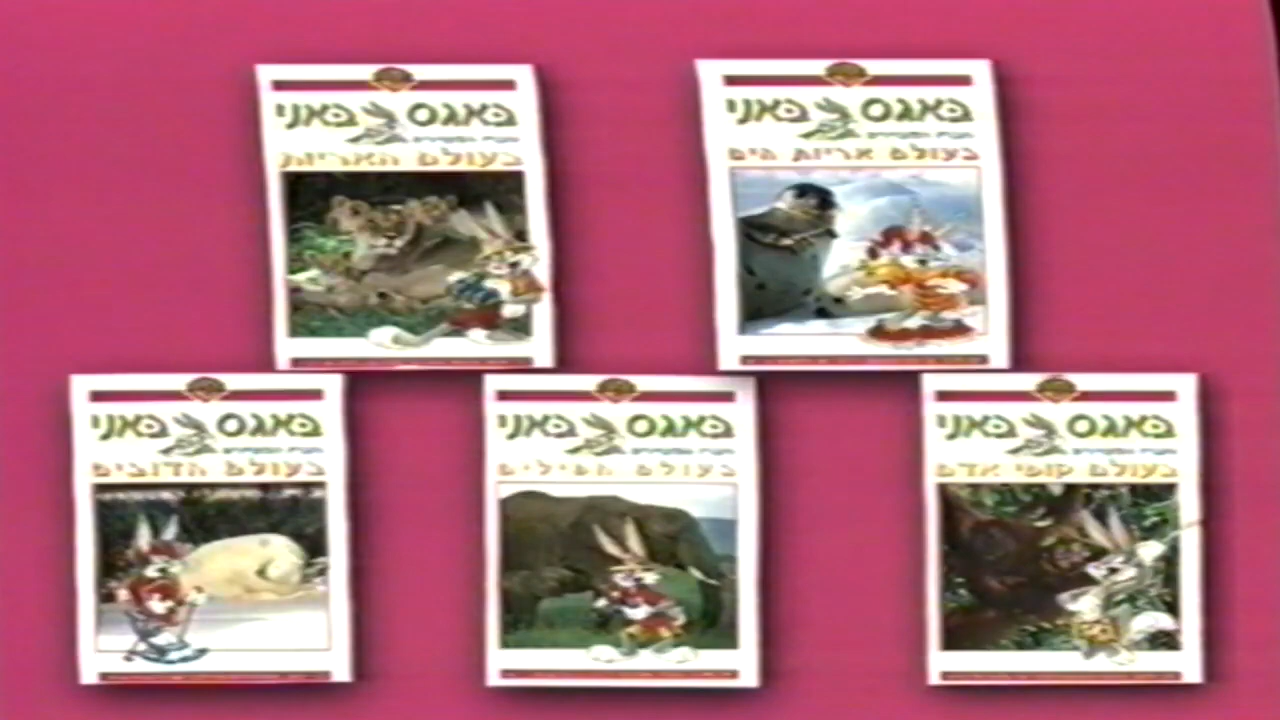 באגס באני
בעולם האריות
באגס באני
בעולם אריות הים
באגס באני
בעולם הדובים
באגס באני
בעולם הפילים
באגס באני
בעולם קופי אדם